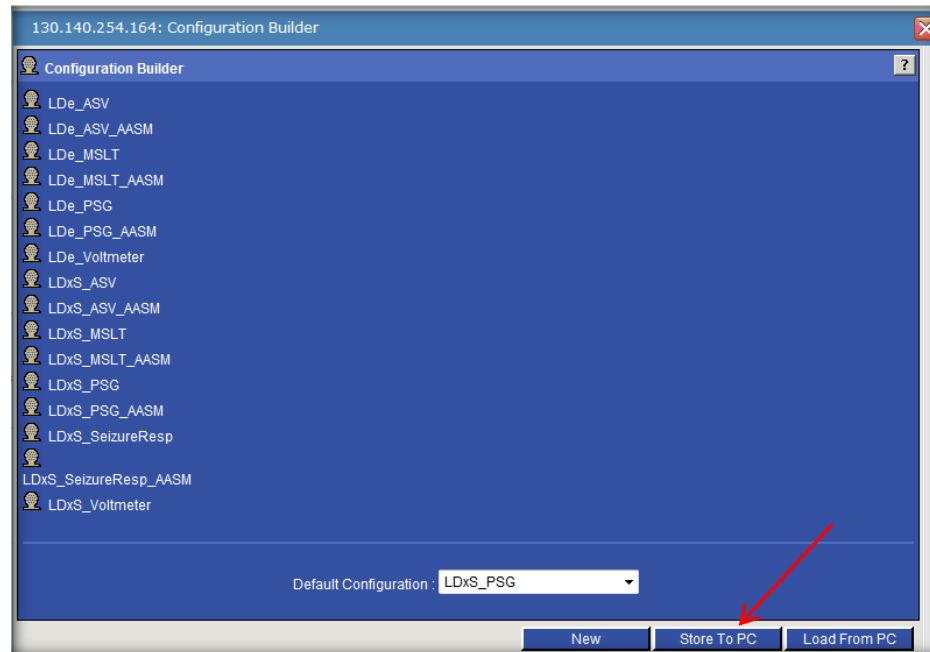 130.140.254.164: Configuration Builder
Configuration Builder
?
LDe_ASV
LDe_ASV_AASM
LDe_MSLT
LDe_MSLT_AASM
LDe_PSG
LDe_PSG_AASM
LDe_Voltmeter
LDxS_ASV
LDxS_ASV_AASM
LDxS_MSLT
LDxS_MSLT_AASM
LDxS_PSG
LDxS_PSG_AASM
LDxS_SeizureResp
LDxS_SeizureResp_AASM
LDxS_Voltmeter
Default Configuration : LDxS_PSG
New Store To PC Load From PC